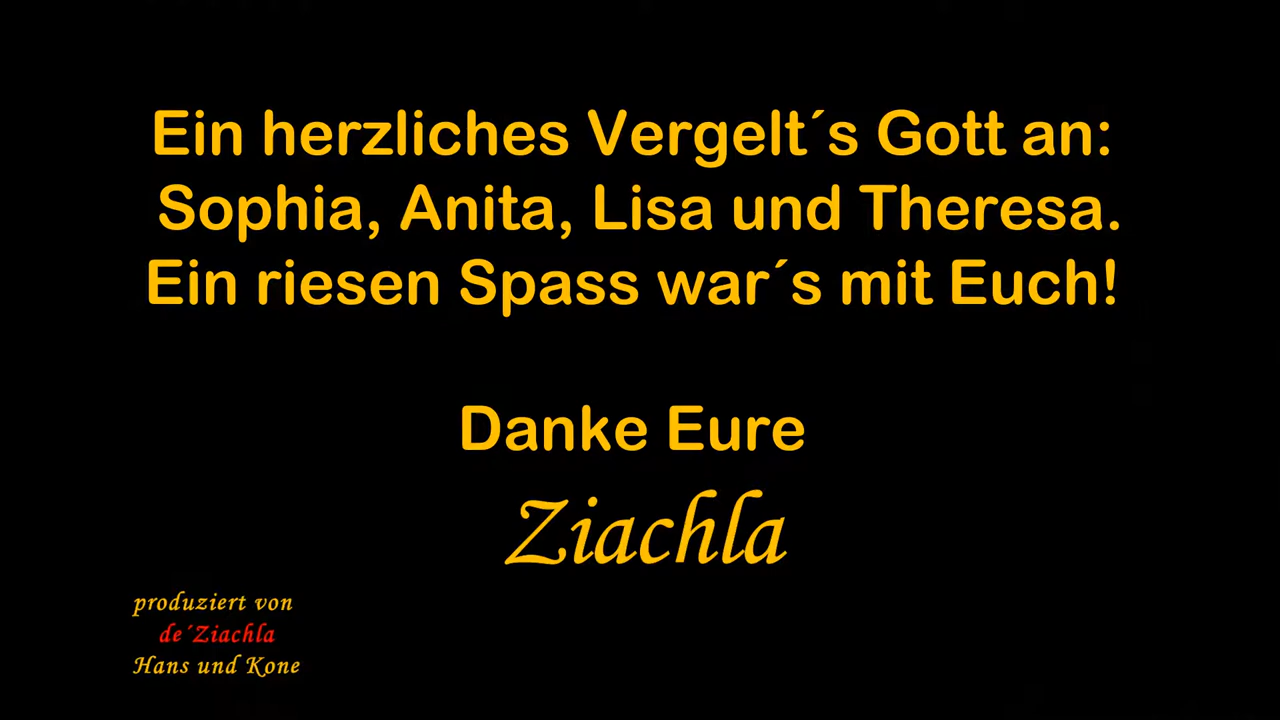 Ein herzliches Vergelt´s Gott an:
Sophia, Anita, Lisa und Theresa.
Ein riesen Spass war´s mit Euch!
Danke Eure
Ziachla
produziert von
de´Ziachla
Hans und Kone